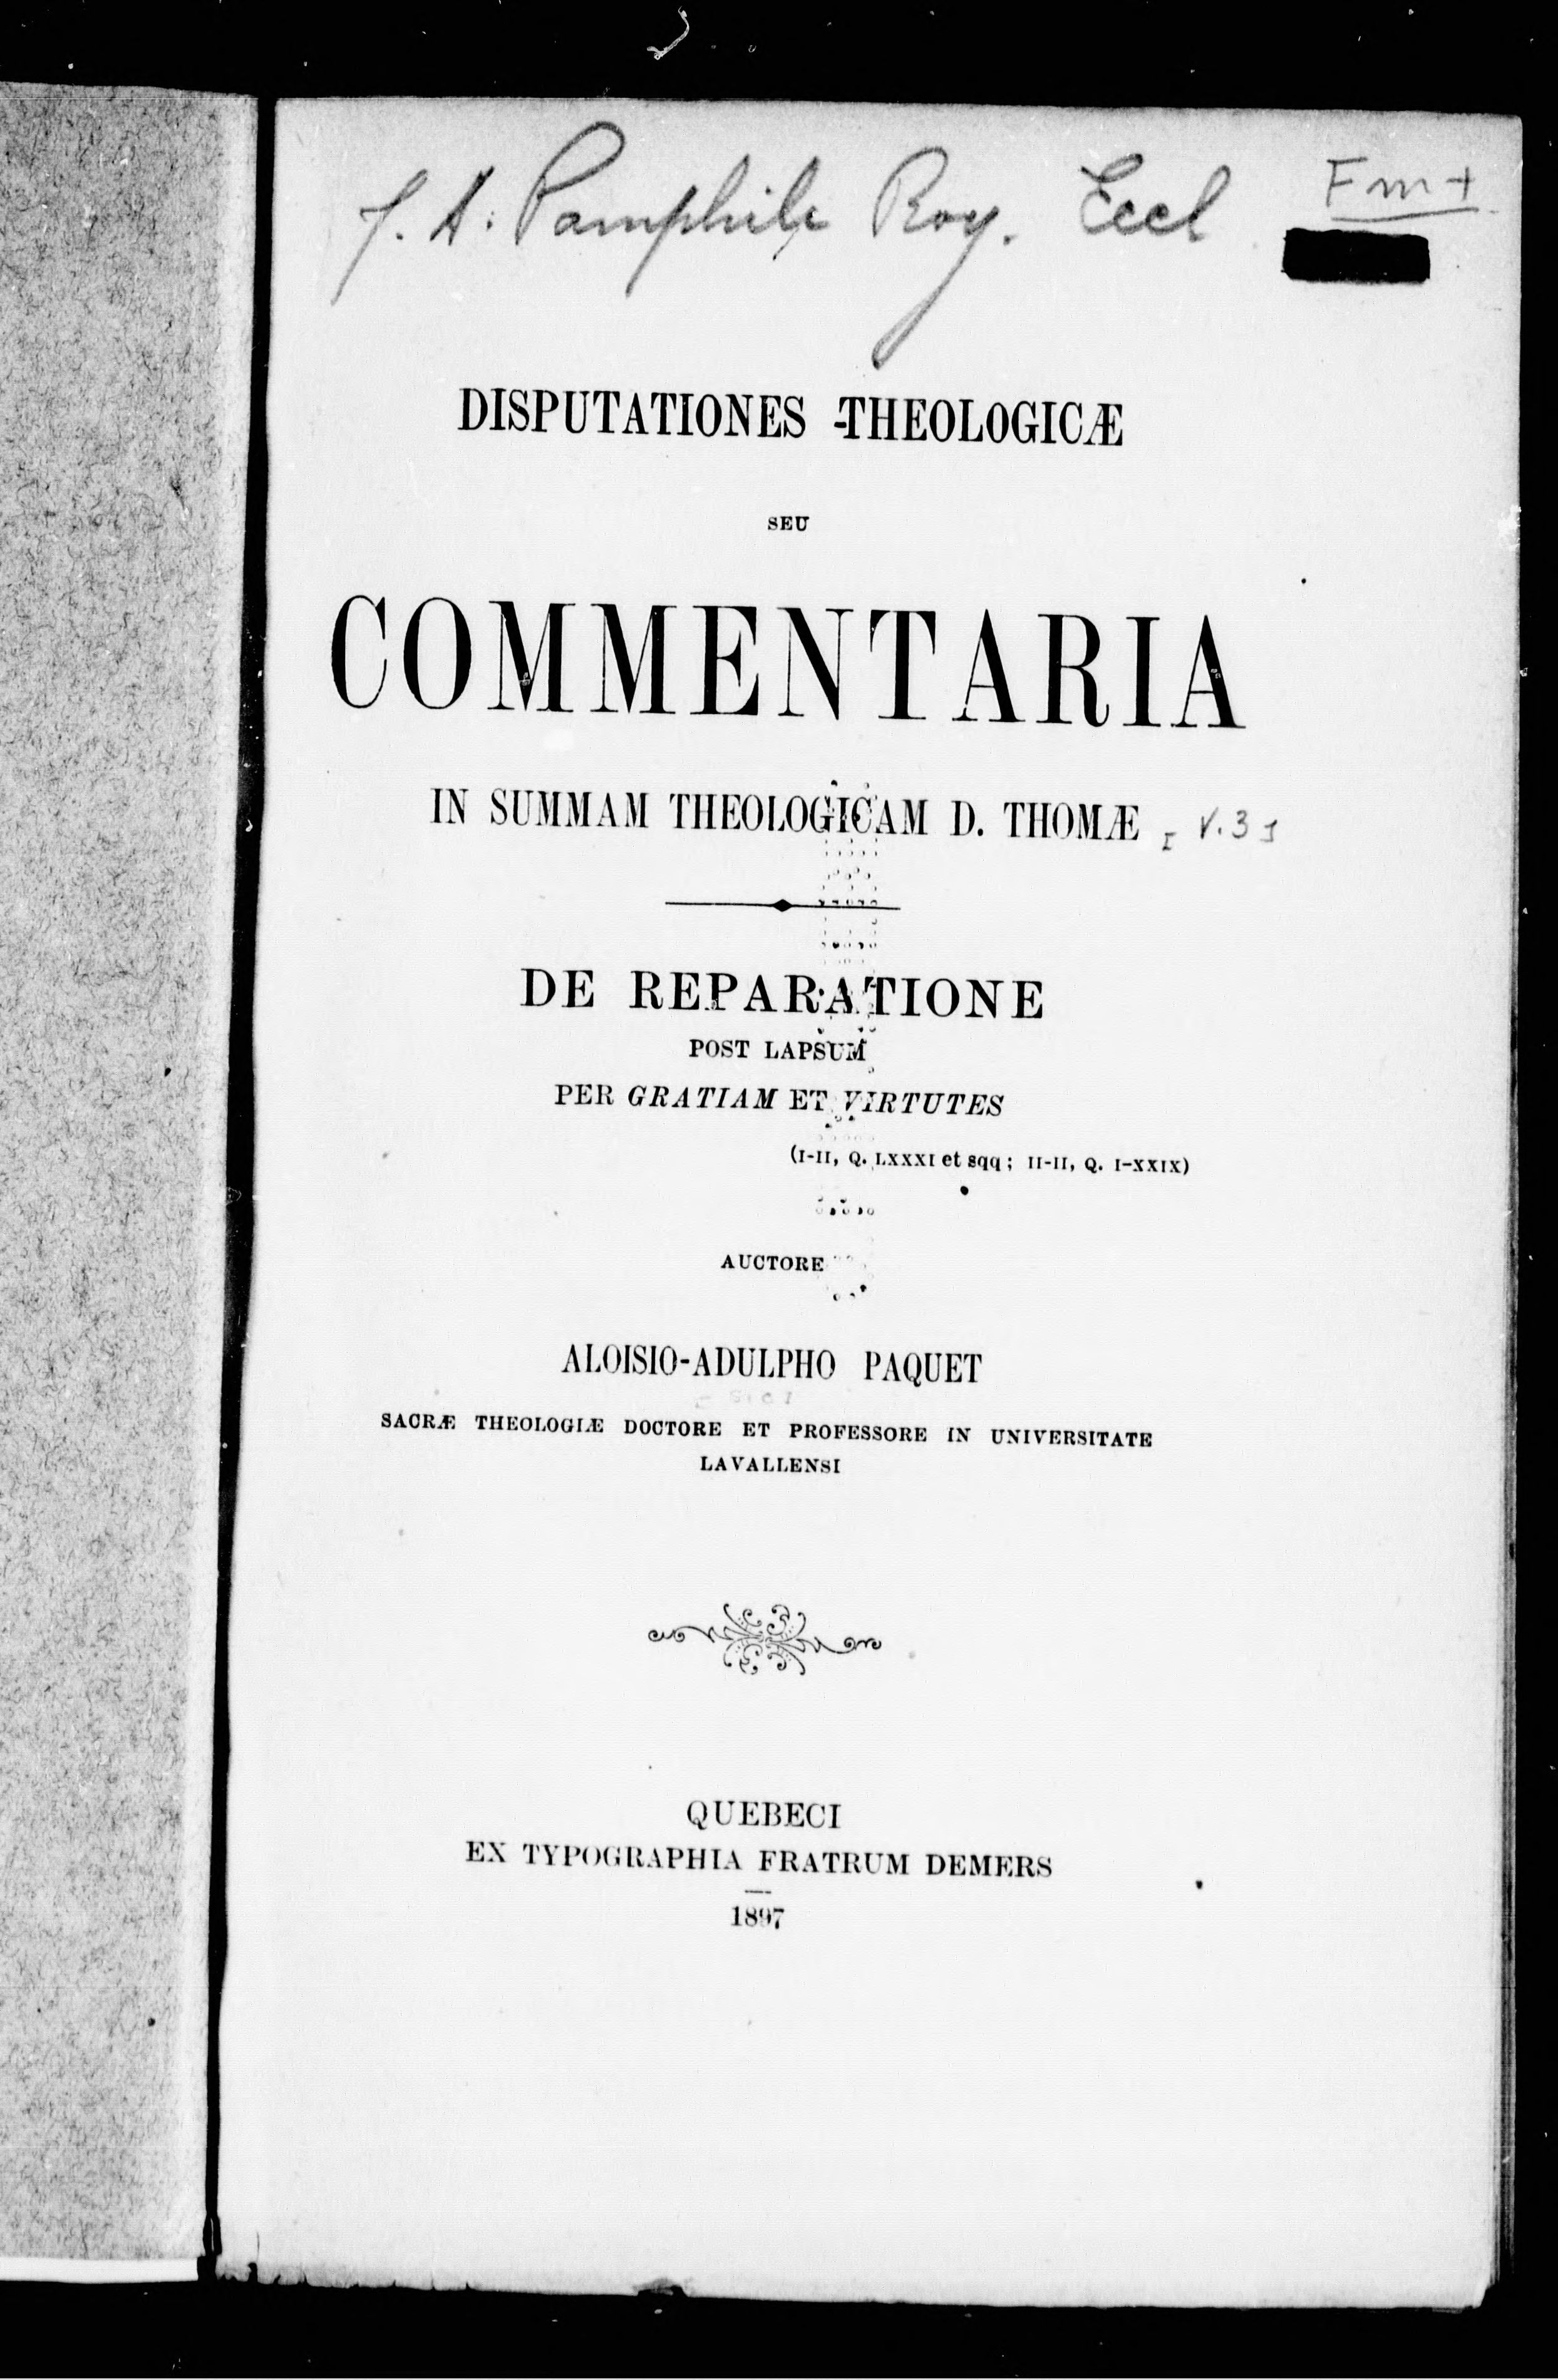 J. A. Pamphile Roy. Eccl
Fm+
DISPUTATIONES THEOLOGICÆ
SEU
COMMENTARIA
IN SUMMAM THEOLOGICAM D. THOMÆ [V.3]
DE REPARATIONE
POST LAPSUM
PER GRATIAM ET VIRTUTES
(I-II, Q. LXXXI et sqq ; II-II, Q. I-XXIX)
AUCTORE
ALOISIO-ADULPHO PAQUET
[sic]
SACRÆ THEOLOGIÆ DOCTORE ET PROFESSORE IN UNIVERSITATE
LAVALLENSI
QUEBECI
EX TYPOGRAPHIA FRATRUM DEMERS
1897